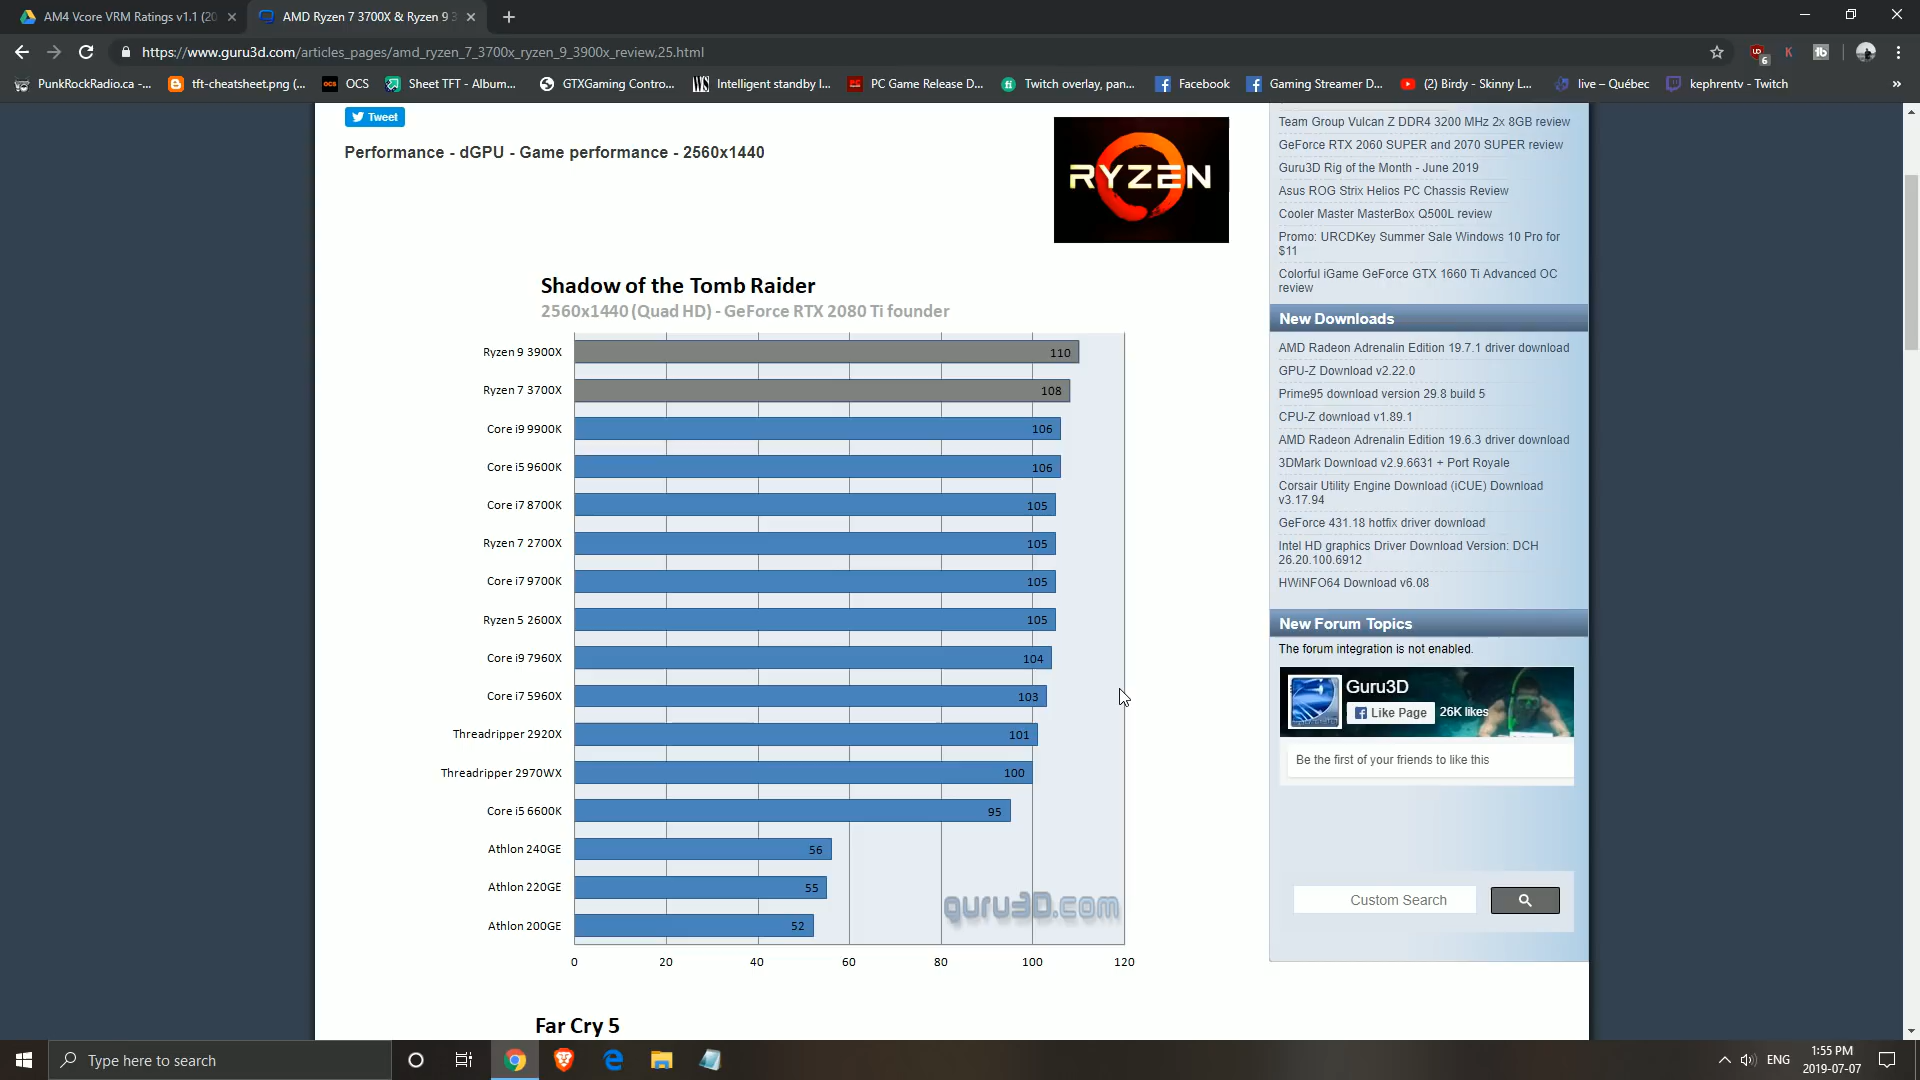 AM4 Vcore VRM Ratings v1.1 (20
AMD Ryzen 7 3700X & Ryzen 9 3
https://www.guru3d.com/articles_pages/amd_ryzen_7_3700x_ryzen_9_3900x_review,25.html
6
PunkRockRadio.ca -...
tft-cheatsheet.png (...
OCS
OCS
Sheet TFT - Album...
GTXGaming Contro...
Intelligent standby l...
PC Game Release D...
Twitch overlay, pan...
Facebook
Gaming Streamer D...
(2) Birdy - Skinny L...
live – Québec
kephrentv - Twitch
»
Tweet
Performance - dGPU - Game performance - 2560x1440
RYZEN
Shadow of the Tomb Raider
2560x1440 (Quad HD) - GeForce RTX 2080 Ti founder
Ryzen 9 3900X 110
Ryzen 7 3700X 108
Core i9 9900K 106
Core i5 9600K 106
Core i7 8700K 105
Ryzen 7 2700X 105
Core i7 9700K 105
Ryzen 5 2600X 105
Core i9 7960X 104
Core i7 5960X 103
Threadripper 2920X 101
Threadripper 2970WX 100
Core i5 6600K 95
Athlon 240GE 56
Athlon 220GE 55
Athlon 200GE 52
guru3D.com
0 20 40 60 80 100 120
Far Cry 5
Team Group Vulcan Z DDR4 3200 MHz 2x 8GB review
GeForce RTX 2060 SUPER and 2070 SUPER review
Guru3D Rig of the Month - June 2019
Asus ROG Strix Helios PC Chassis Review
Cooler Master MasterBox Q500L review
Promo: URCDKey Summer Sale Windows 10 Pro for
$11
Colorful iGame GeForce GTX 1660 Ti Advanced OC
review
New Downloads
AMD Radeon Adrenalin Edition 19.7.1 driver download
GPU-Z Download v2.22.0
Prime95 download version 29.8 build 5
CPU-Z download v1.89.1
AMD Radeon Adrenalin Edition 19.6.3 driver download
3DMark Download v2.9.6631 + Port Royale
Corsair Utility Engine Download (iCUE) Download
v3.17.94
GeForce 431.18 hotfix driver download
Intel HD graphics Driver Download Version: DCH
26.20.100.6912
HWiNFO64 Download v6.08
New Forum Topics
The forum integration is not enabled.
Guru3D
Like Page
26K likes
Be the first of your friends to like this
Custom Search
Type here to search
ENG
1:55 PM
2019-07-07